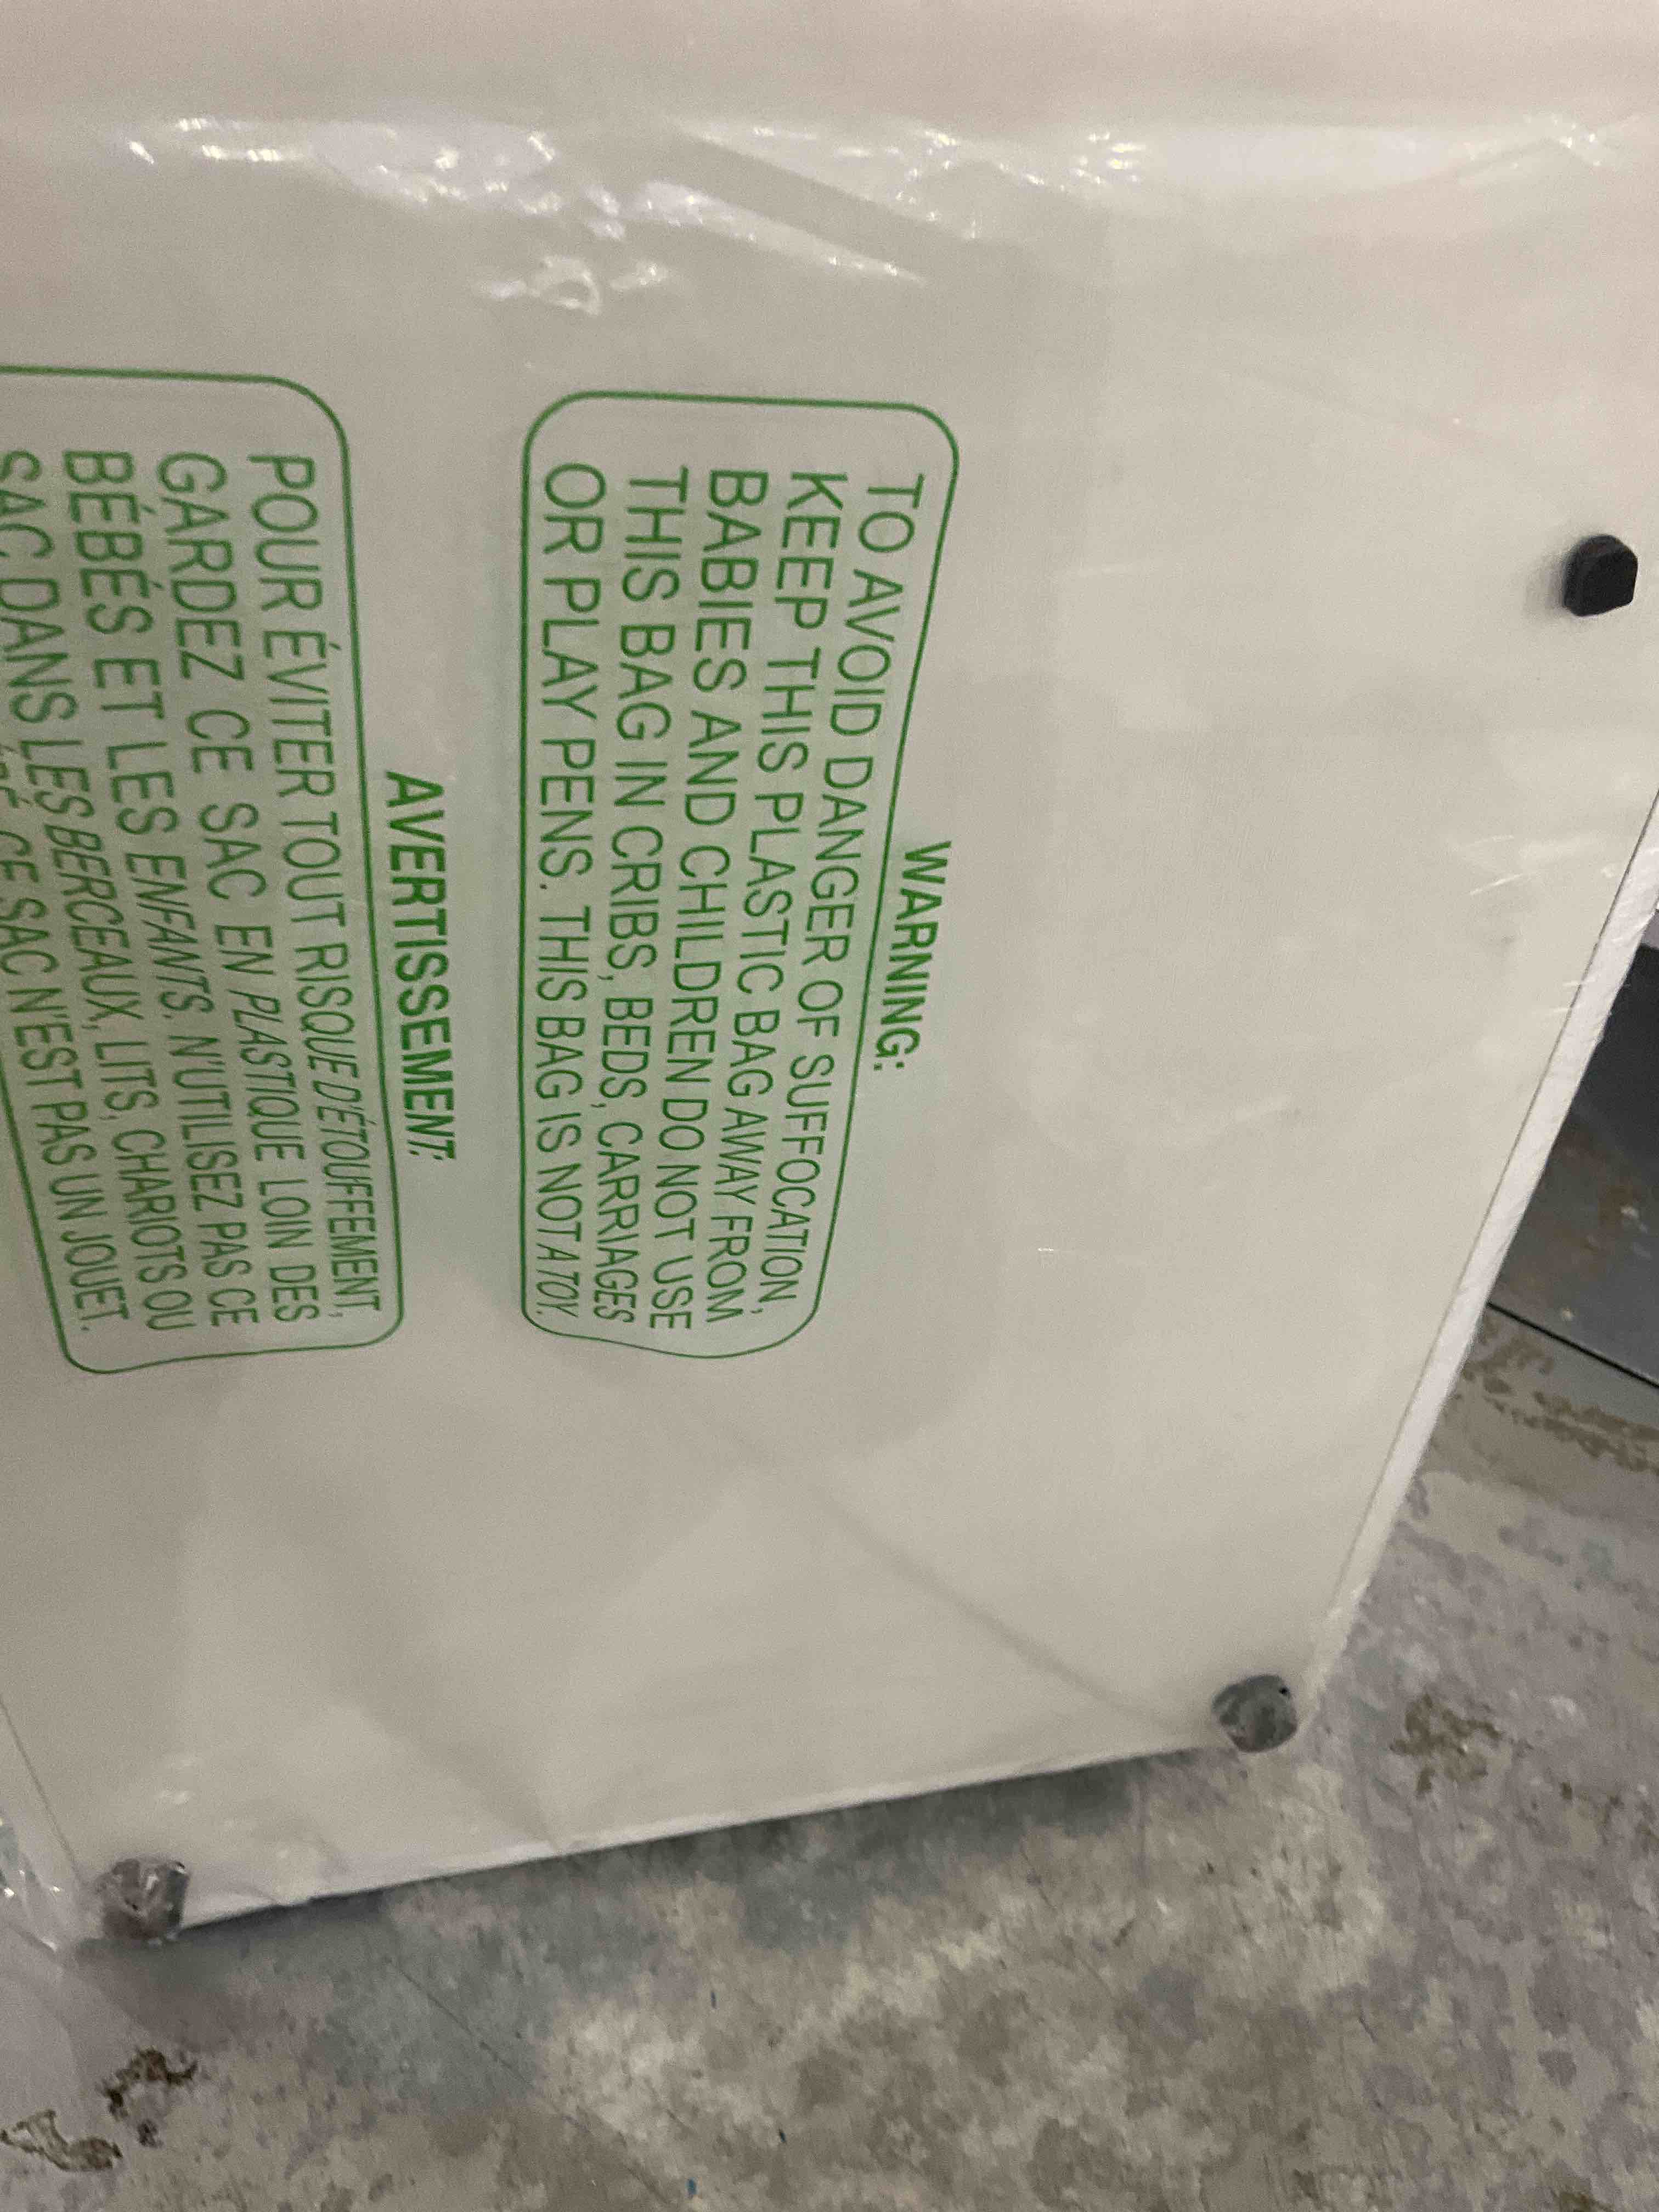 WARNING:
TO AVOID DANGER OF SUFFOCATION,
KEEP THIS PLASTIC BAG AWAY FROM
BABIES AND CHILDREN DO NOT USE
THIS BAG IN CRIBS, BEDS, CARRIAGES
OR PLAY PENS. THIS BAG IS NOT A TOY.
AVERTISSEMENT:
POUR ÉVITER TOUT RISQUE D'ÉTOUFFEMENT,
GARDEZ CE SAC EN PLASTIQUE LOIN DES
BÉBÉS ET LES ENFANTS. N'UTILISEZ PAS CE
SAC DANS LES BERCEAUX, LITS, CHARIOTS OU
CE SAC N'EST PAS UN JOUET.